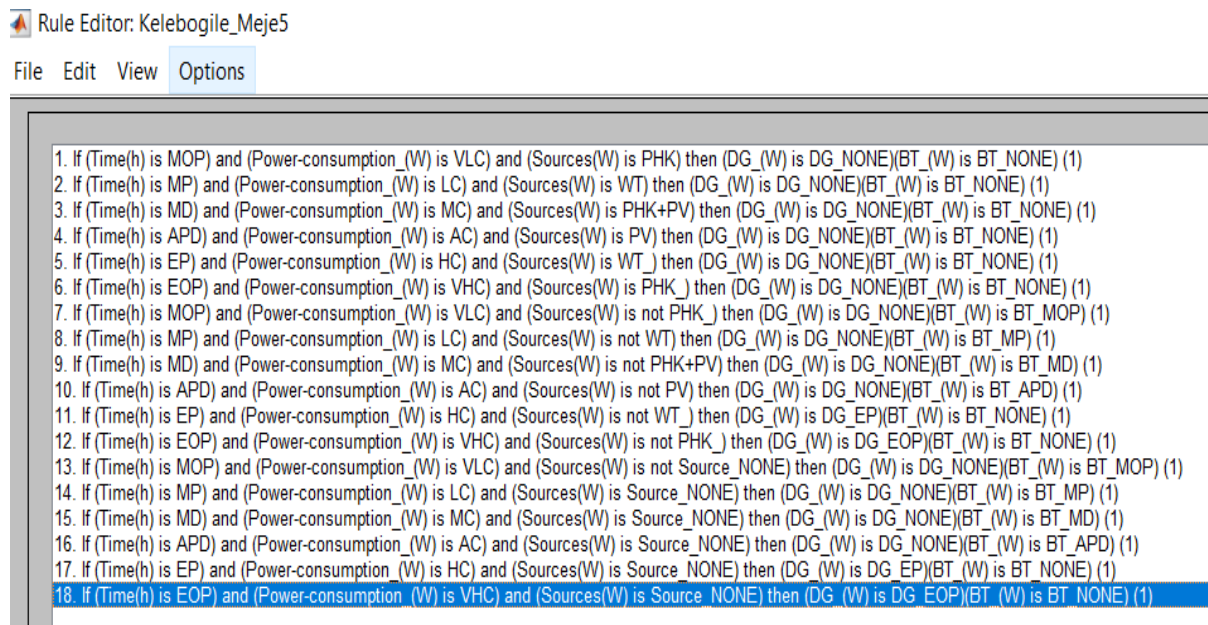 Rule Editor: Kelebogile_Meje5
File Edit View Options
1. If (Time(h) is MOP) and (Power-consumption_(W) is VLC) and (Sources(W) is PHK) then (DG_(W) is DG_NONE)(BT_(W) is BT_NONE) (1)
2. If (Time(h) is MP) and (Power-consumption_(W) is LC) and (Sources(W) is WT) then (DG_(W) is DG_NONE)(BT_(W) is BT_NONE) (1)
3. If (Time(h) is MD) and (Power-consumption_(W) is MC) and (Sources(W) is PHK+PV) then (DG_(W) is DG_NONE)(BT_(W) is BT_NONE) (1)
4. If (Time(h) is APD) and (Power-consumption_(W) is AC) and (Sources(W) is PV) then (DG_(W) is DG_NONE)(BT_(W) is BT_NONE) (1)
5. If (Time(h) is EP) and (Power-consumption_(W) is HC) and (Sources(W) is WT_) then (DG_(W) is DG_NONE)(BT_(W) is BT_NONE) (1)
6. If (Time(h) is EOP) and (Power-consumption_(W) is VHC) and (Sources(W) is PHK_) then (DG_(W) is DG_NONE)(BT_(W) is BT_NONE) (1)
7. If (Time(h) is MOP) and (Power-consumption_(W) is VLC) and (Sources(W) is not PHK_) then (DG_(W) is DG_NONE)(BT_(W) is BT_MOP) (1)
8. If (Time(h) is MP) and (Power-consumption_(W) is LC) and (Sources(W) is not WT) then (DG_(W) is DG_NONE)(BT_(W) is BT_MP) (1)
9. If (Time(h) is MD) and (Power-consumption_(W) is MC) and (Sources(W) is not PHK+PV) then (DG_(W) is DG_NONE)(BT_(W) is BT_MD) (1)
10. If (Time(h) is APD) and (Power-consumption_(W) is AC) and (Sources(W) is not PV) then (DG_(W) is DG_NONE)(BT_(W) is BT_APD) (1)
11. If (Time(h) is EP) and (Power-consumption_(W) is HC) and (Sources(W) is not WT_) then (DG_(W) is DG_EP)(BT_(W) is BT_NONE) (1)
12. If (Time(h) is EOP) and (Power-consumption_(W) is VHC) and (Sources(W) is not PHK_) then (DG_(W) is DG_EOP)(BT_(W) is BT_NONE) (1)
13. If (Time(h) is MOP) and (Power-consumption_(W) is VLC) and (Sources(W) is not Source_NONE) then (DG_(W) is DG_NONE)(BT_(W) is BT_MOP) (1)
14. If (Time(h) is MP) and (Power-consumption_(W) is LC) and (Sources(W) is Source_NONE) then (DG_(W) is DG_NONE)(BT_(W) is BT_MP) (1)
15. If (Time(h) is MD) and (Power-consumption_(W) is MC) and (Sources(W) is Source_NONE) then (DG_(W) is DG_NONE)(BT_(W) is BT_MD) (1)
16. If (Time(h) is APD) and (Power-consumption_(W) is AC) and (Sources(W) is Source_NONE) then (DG_(W) is DG_NONE)(BT_(W) is BT_APD) (1)
17. If (Time(h) is EP) and (Power-consumption_(W) is HC) and (Sources(W) is Source_NONE) then (DG_(W) is DG_EP)(BT_(W) is BT_NONE) (1)
18. If (Time(h) is EOP) and (Power-consumption_(W) is VHC) and (Sources(W) is Source_NONE) then (DG_(W) is DG_EOP)(BT_(W) is BT_NONE) (1)